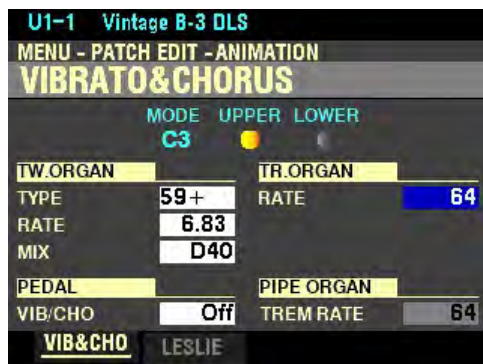 U1-1 Vintage B-3 DLS
MENU - PATCH EDIT - ANIMATION
VIBRATO&CHORUS
MODE UPPER LOWER
C3
TW.ORGAN TR.ORGAN
TYPE 59+ RATE 64
RATE 6.83
MIX D40
PEDAL PIPE ORGAN
VIB/CHO Off TREM RATE 64
VIB&CHO LESLIE